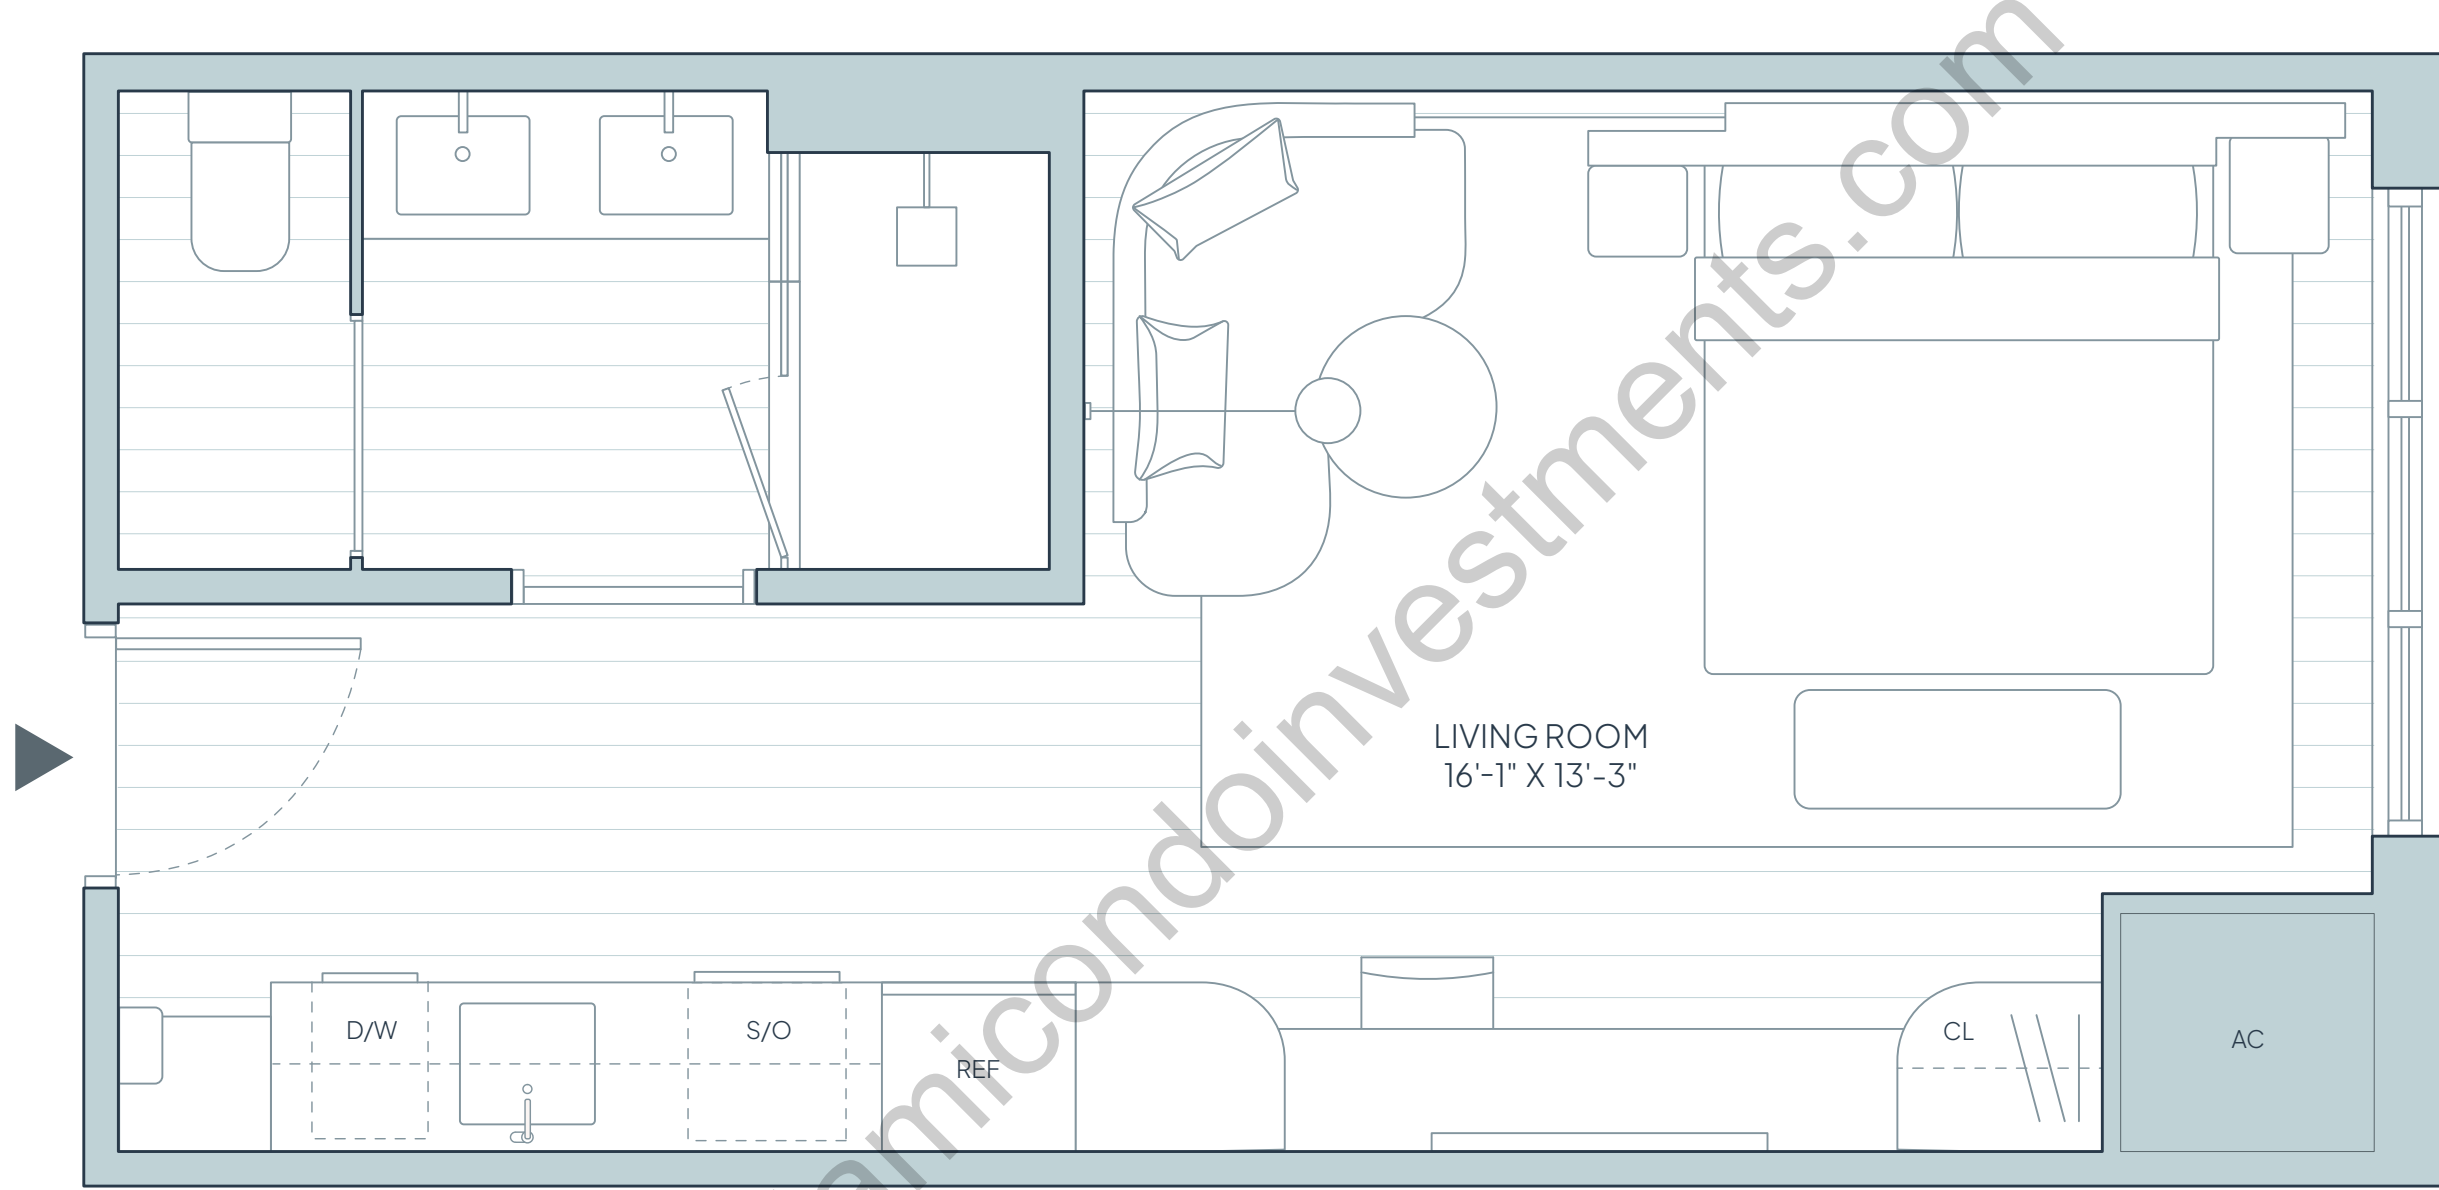 LIVING ROOM
16'-1" X 13'-3"
D/W
S/O
REF
CL
AC
amicondoinvestments.com